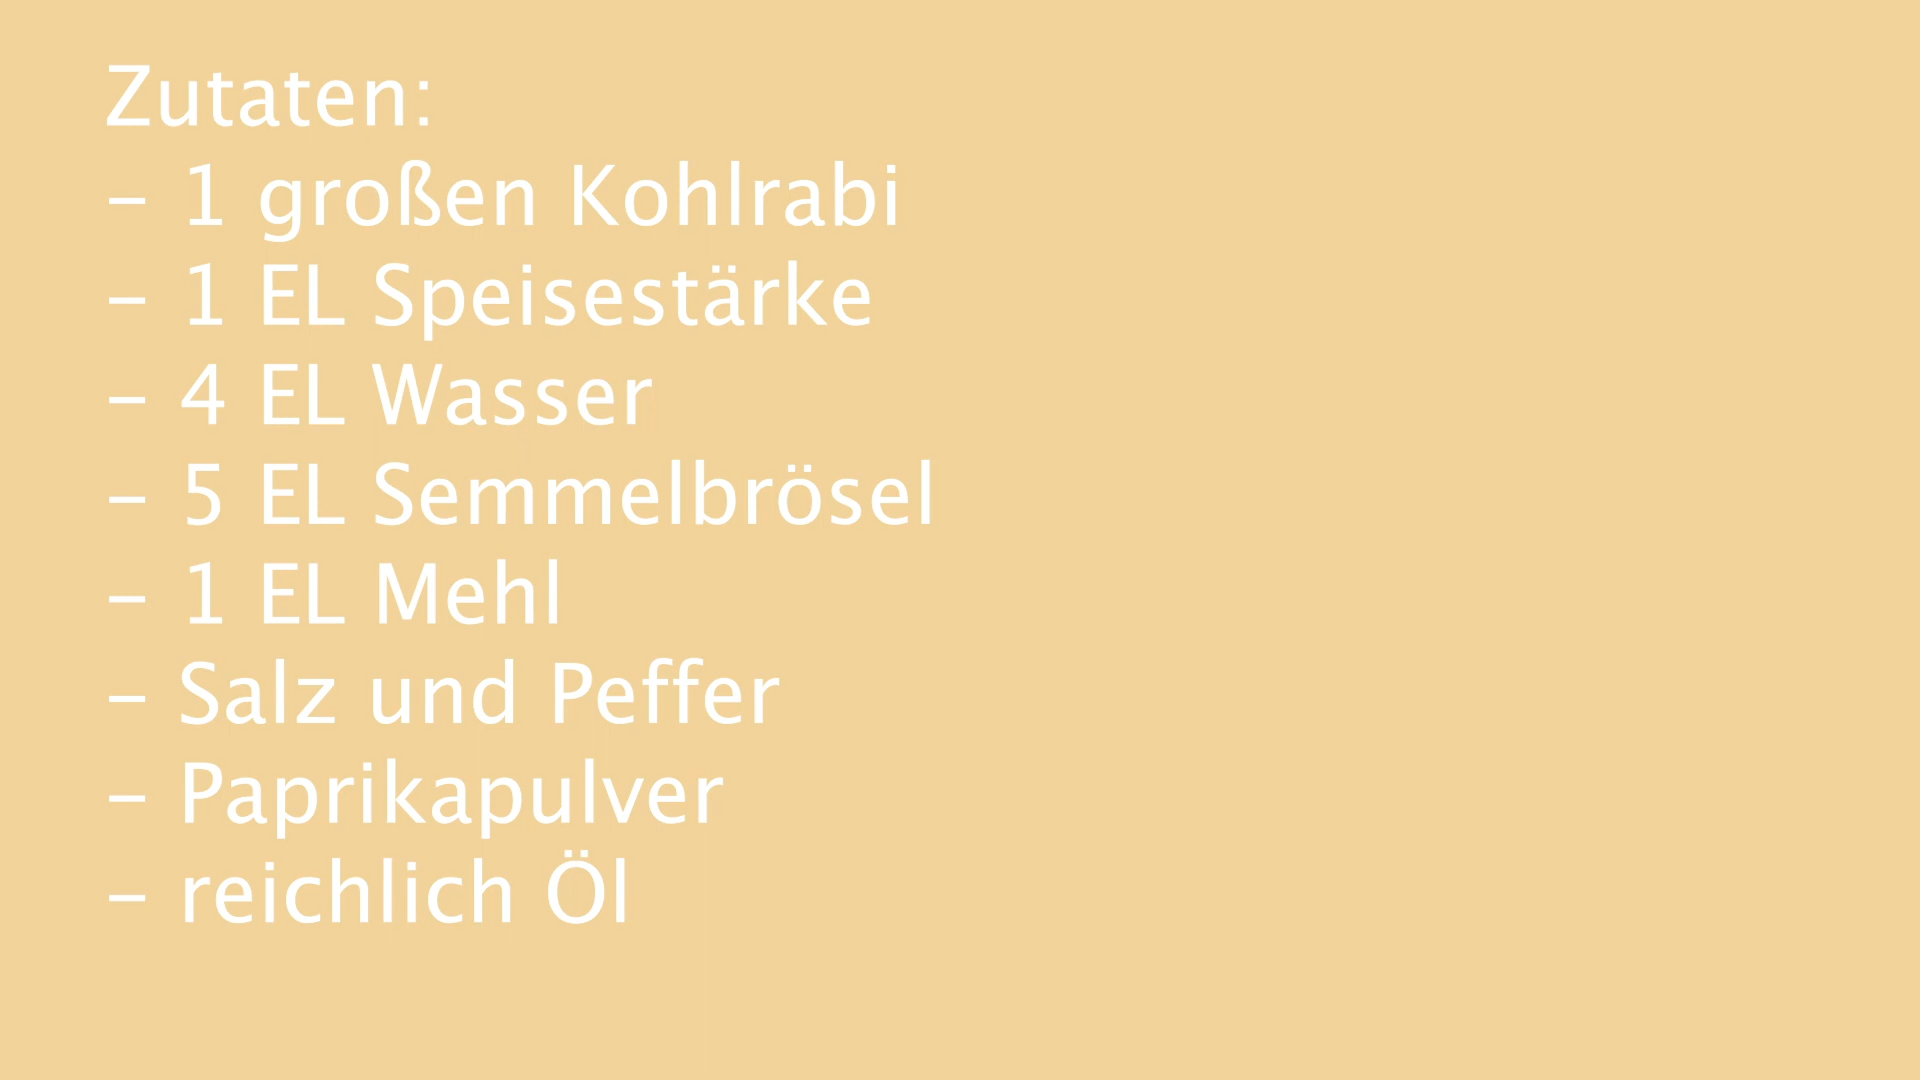 Zutaten:
- 1 großen Kohlrabi
- 1 EL Speisestärke
- 4 EL Wasser
- 5 EL Semmelbrösel
- 1 EL Mehl
- Salz und Peffer
- Paprikapulver
- reichlich Öl